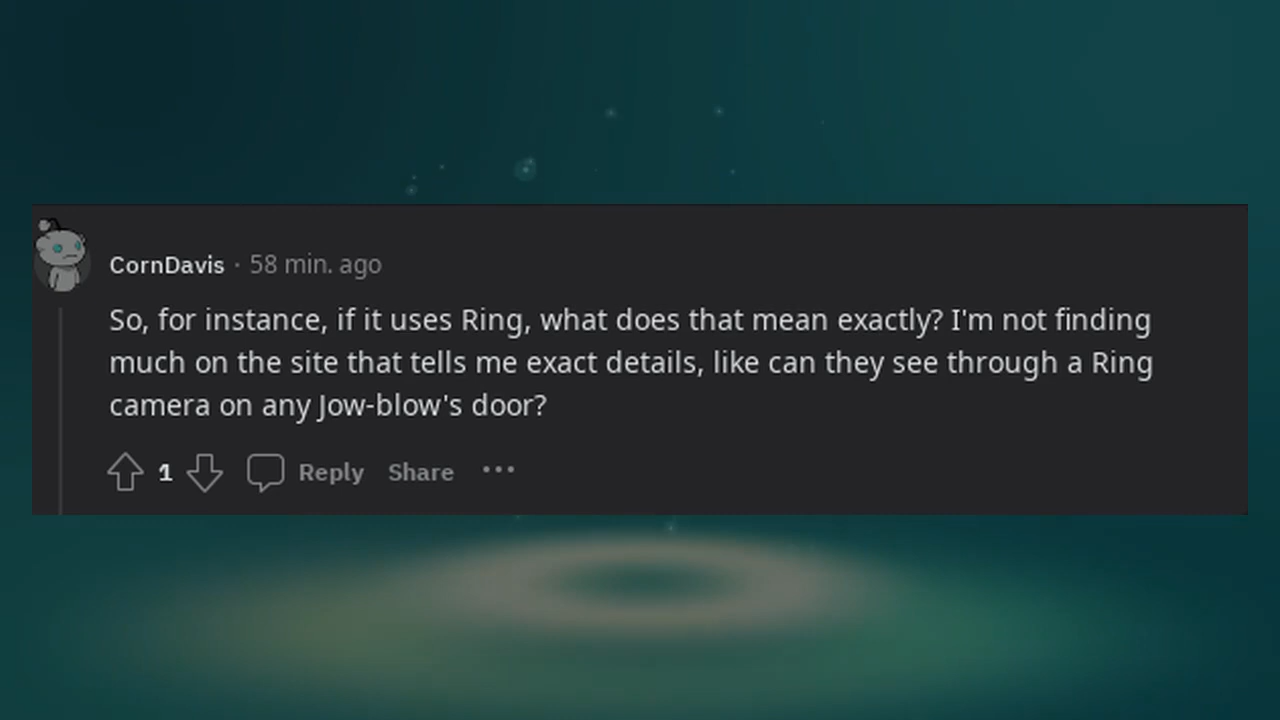 CornDavis · 58 min. ago
So, for instance, if it uses Ring, what does that mean exactly? I'm not finding
much on the site that tells me exact details, like can they see through a Ring
camera on any Jow-blow's door?
1 Reply Share ...